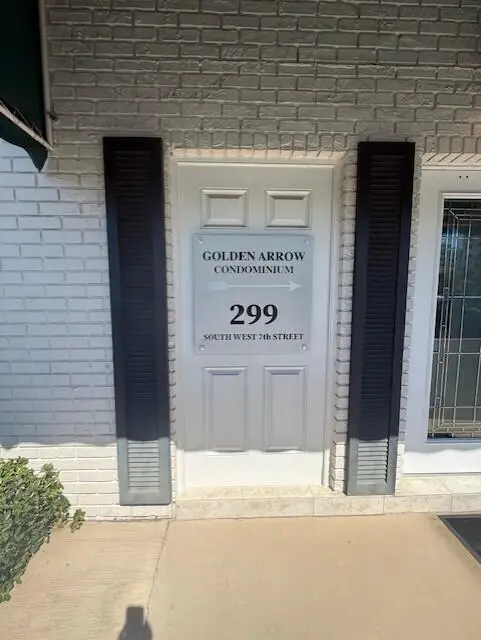 GOLDEN ARROW
CONDOMINIUM
299
SOUTH WEST 7th STREET